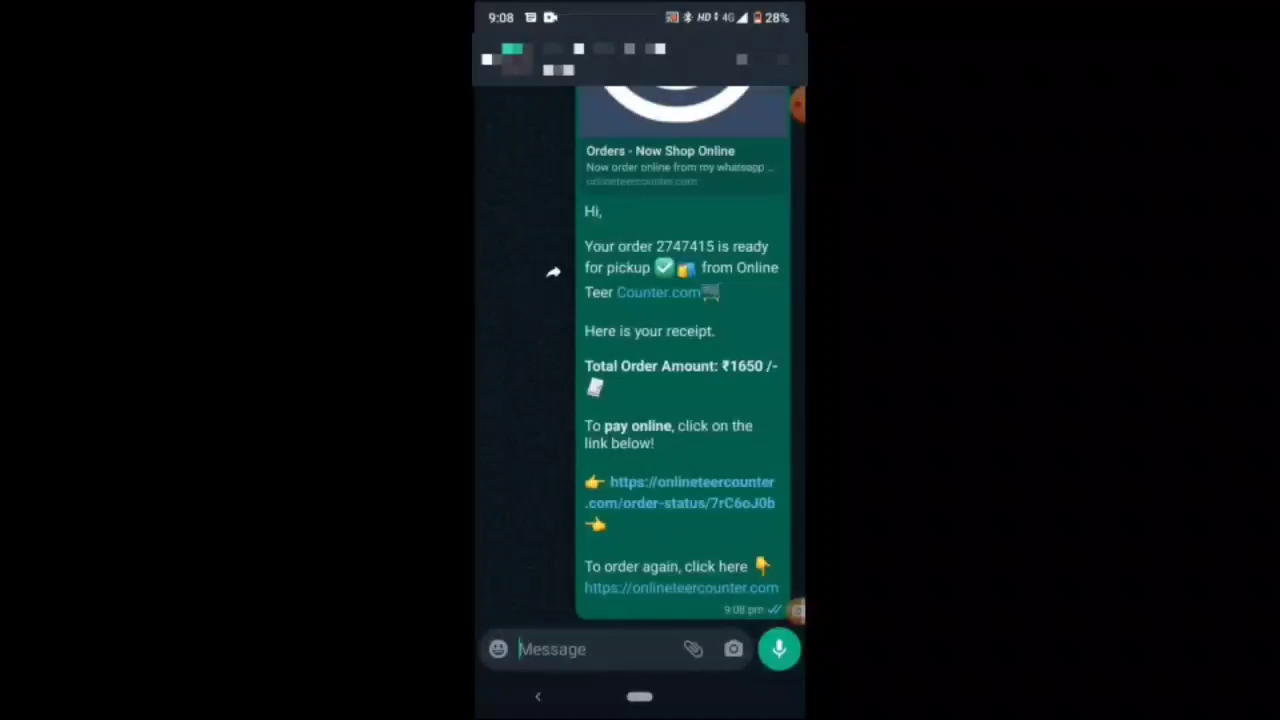 9:08 HD 4G 28%
Orders - Now Shop Online
Now order online from my whatsapp ...
onlineteercounter.com
Hi,
Your order 2747415 is ready
for pickup ✅🛍️ from Online
Teer Counter.com🛒
Here is your receipt.
Total Order Amount: ₹1650 /-
🧾
To pay online, click on the
link below!
👉 https://onlineteercounter
.com/order-status/7rC6oJ0b
👈
To order again, click here 👇
https://onlineteercounter.com
9:08 pm
Message